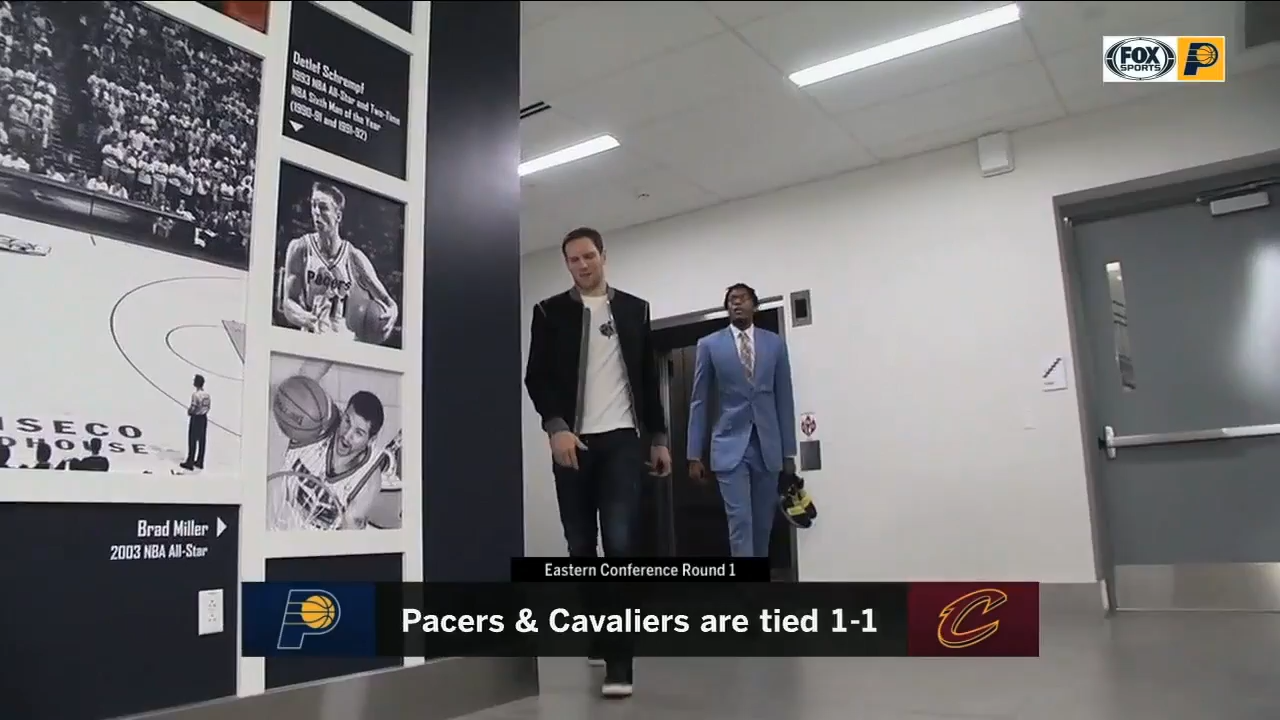 FOX
SPORTS
Detlef Schrempf
1993 NBA All-Star and Two-Time
NBA Sixth Man of the Year
(1990-91 and 1991-92)
PACERS
11
Brad Miller
2003 NBA All-Star
Eastern Conference Round 1
Pacers & Cavaliers are tied 1-1